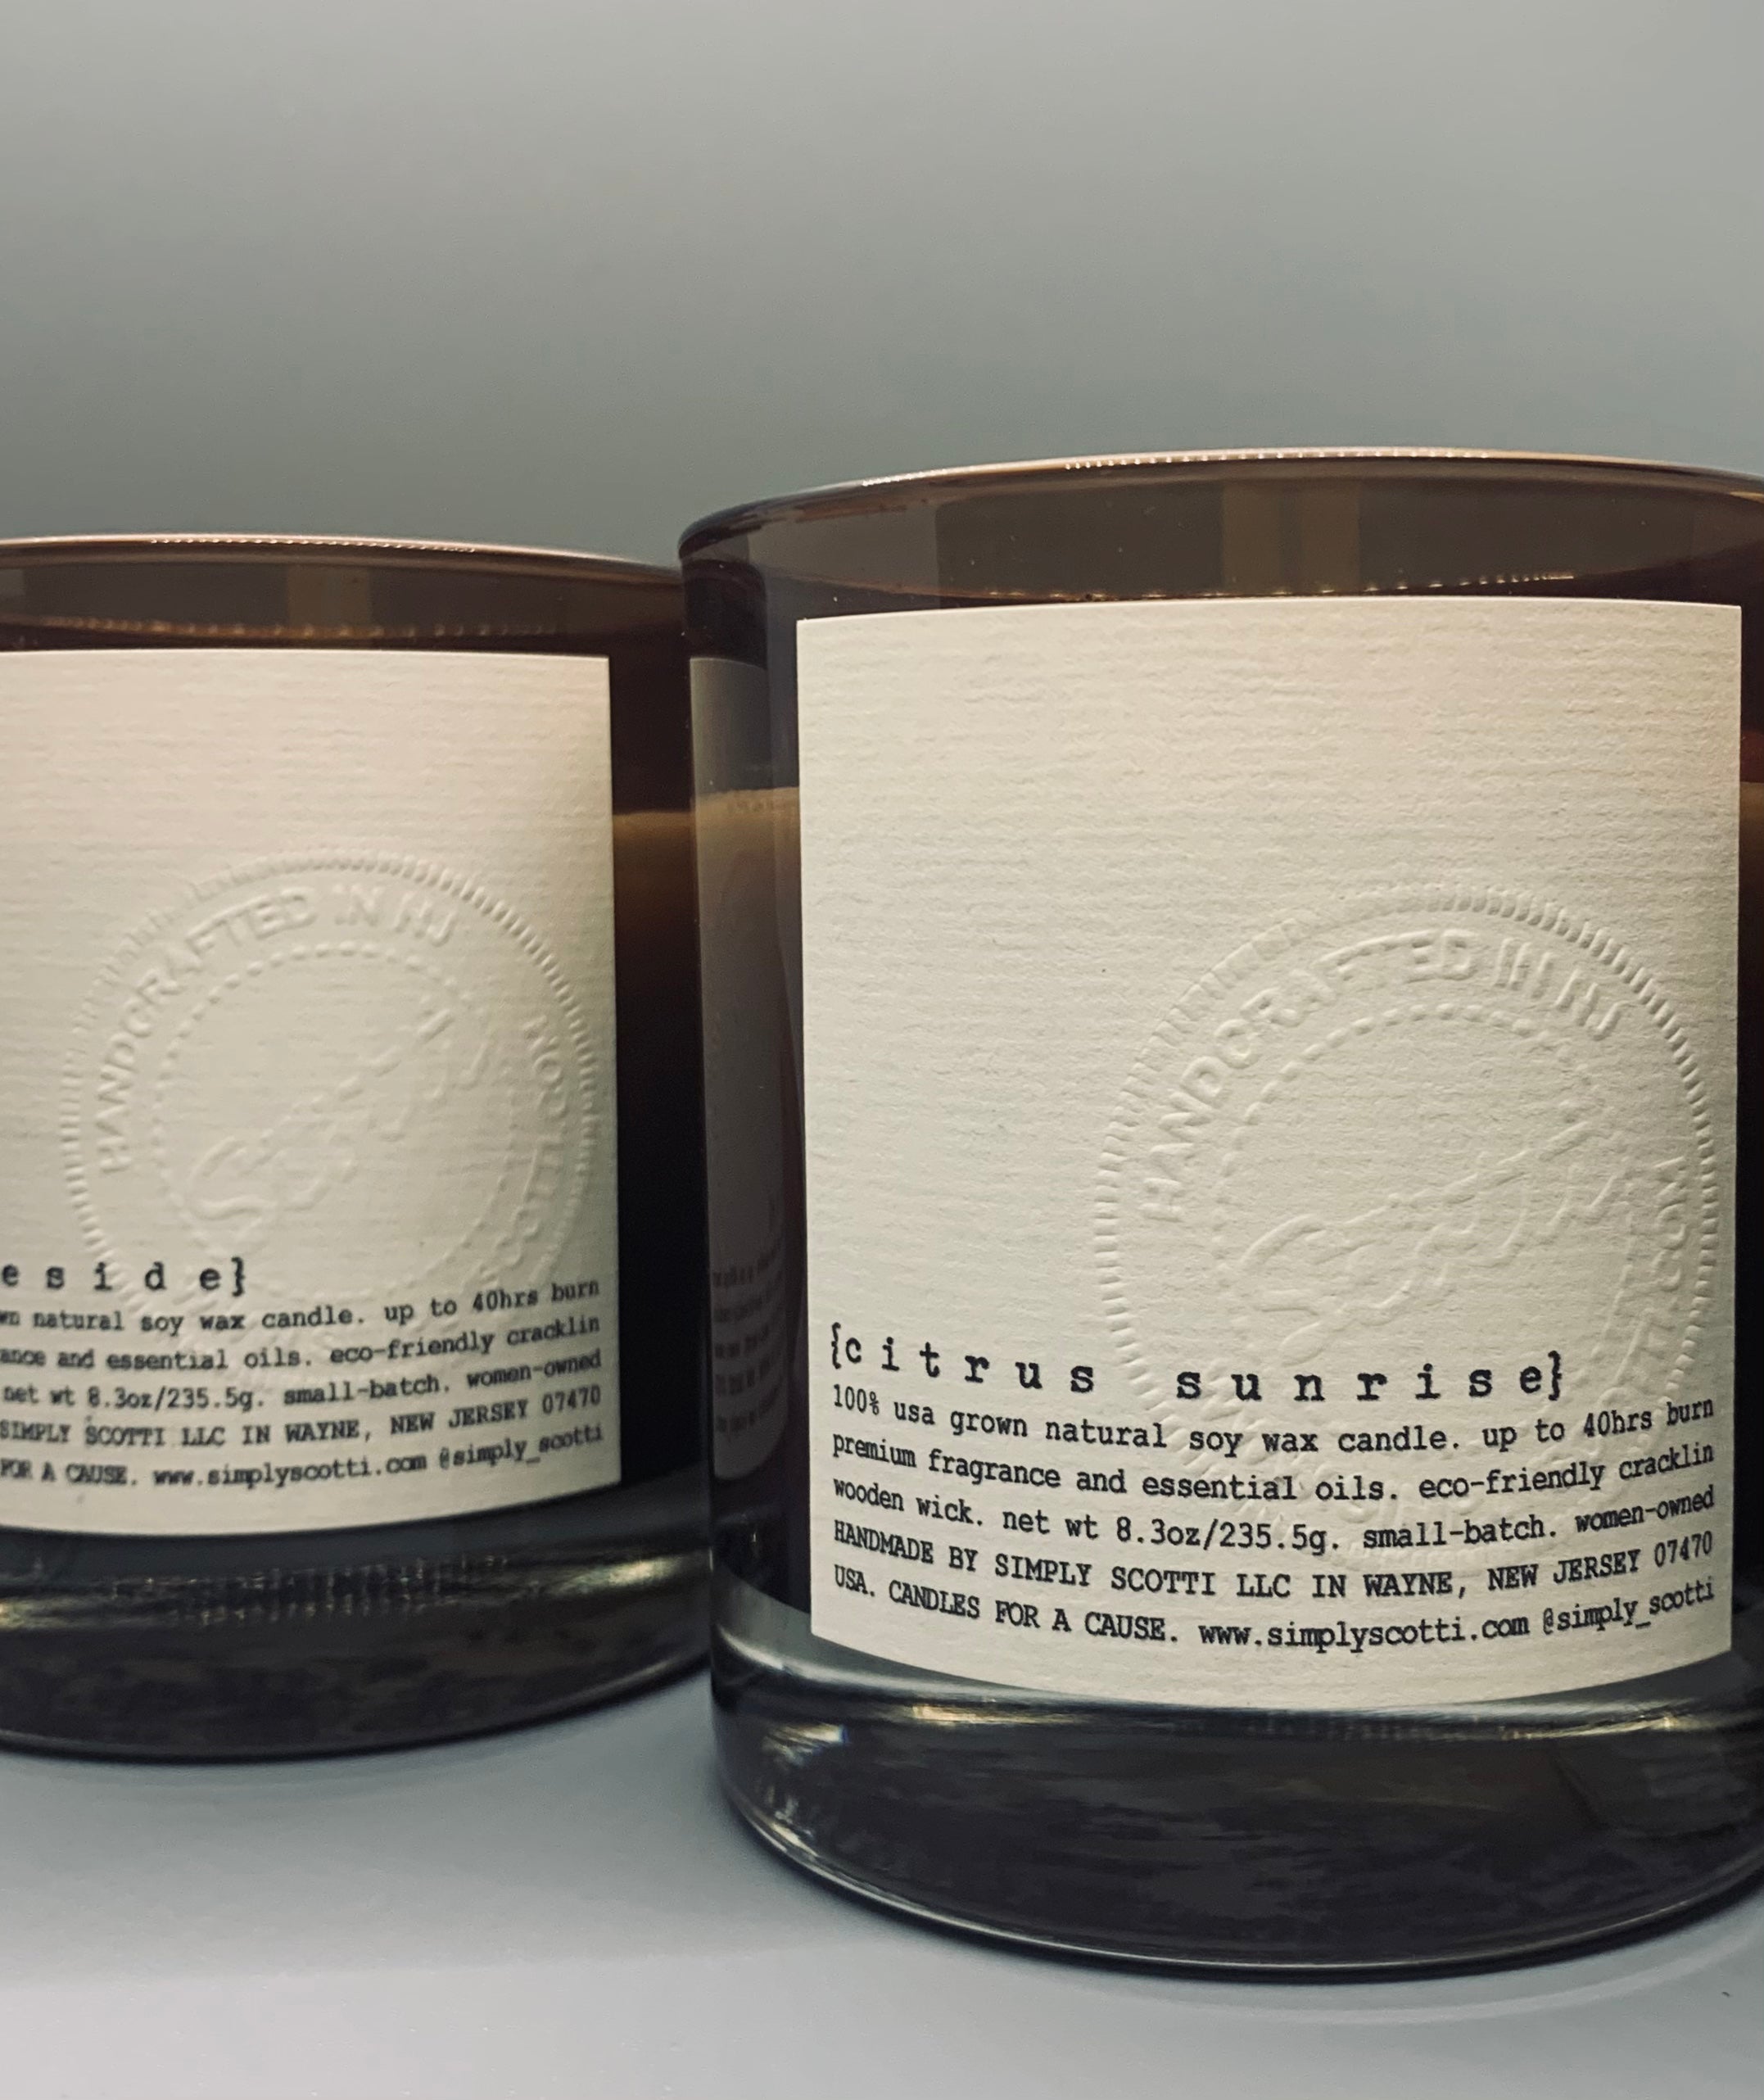 HANDCRAFTED IN NJ
eside}
natural soy wax candle. up to 40hrs burn
and essential oils. eco-friendly cracklin
net wt 8.3oz/235.5g. small-batch. women-owned
SIMPLY SCOTTI LLC IN WAYNE, NEW JERSEY 07470
FOR A CAUSE. www.simplyscotti.com @simply_scotti
HANDCRAFTED IN NJ
{citrus sunrise}
100% usa grown natural soy wax candle. up to 40hrs burn
premium fragrance and essential oils. eco-friendly cracklin
wooden wick. net wt 8.3oz/235.5g. small-batch. women-owned
HANDMADE BY SIMPLY SCOTTI LLC IN WAYNE, NEW JERSEY 07470
USA. CANDLES FOR A CAUSE. www.simplyscotti.com @simply_scotti